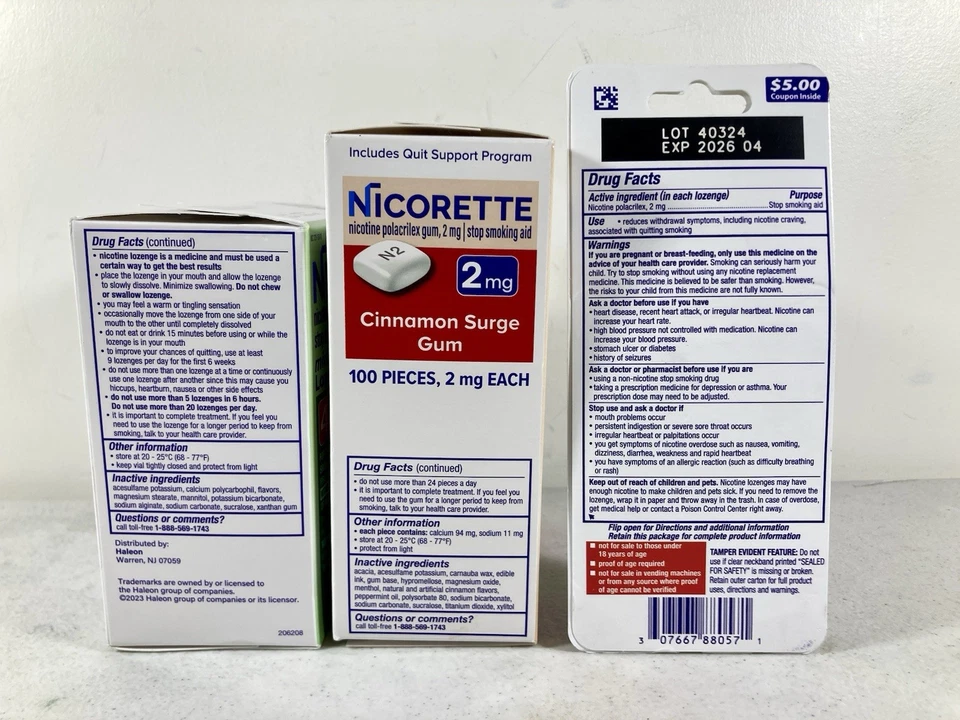 Drug Facts (continued)
• nicotine lozenge is a medicine and must be used a
certain way to get the best results
• place the lozenge in your mouth and allow the lozenge
to slowly dissolve. Minimize swallowing. Do not chew
or swallow lozenge.
• you may feel a warm or tingling sensation
• occasionally move the lozenge from one side of your
mouth to the other until completely dissolved
• do not eat or drink 15 minutes before using or while the
lozenge is in your mouth
• to improve your chances of quitting, use at least
9 lozenges per day for the first 6 weeks
• do not use more than one lozenge at a time or continuously
use one lozenge after another since this may cause you
hiccups, heartburn, nausea or other side effects
• do not use more than 5 lozenges in 6 hours.
Do not use more than 20 lozenges per day.
• it is important to complete treatment. If you feel you
need to use the lozenge for a longer period to keep from
smoking, talk to your health care provider.
Other information
• store at 20 - 25°C (68 - 77°F)
• keep vial tightly closed and protect from light
Inactive ingredients
acesulfame potassium, calcium polycarbophil, flavors,
magnesium stearate, mannitol, potassium bicarbonate,
sodium alginate, sodium carbonate, sucralose, xanthan gum
Questions or comments?
call toll-free 1-888-569-1743
Distributed by:
Haleon
Warren, NJ 07059
Trademarks are owned by or licensed to
the Haleon group of companies.
©2023 Haleon group of companies or its licensor.
206208
Includes Quit Support Program
NICORETTE
nicotine polacrilex gum, 2 mg | stop smoking aid
N2
2 mg
Cinnamon Surge
Gum
100 PIECES, 2 mg EACH
Drug Facts (continued)
• do not use more than 24 pieces a day
• it is important to complete treatment. If you feel you
need to use the gum for a longer period to keep from
smoking, talk to your health care provider.
Other information
• each piece contains: calcium 94 mg, sodium 11 mg
• store at 20 - 25°C (68 - 77°F)
• protect from light
Inactive ingredients
acacia, acesulfame potassium, carnauba wax, edible
ink, gum base, hypromellose, magnesium oxide,
menthol, natural and artificial cinnamon flavors,
peppermint oil, polysorbate 80, sodium bicarbonate,
sodium carbonate, sucralose, titanium dioxide, xylitol
Questions or comments?
call toll-free 1-888-569-1743
$5.00
Coupon Inside
LOT 40324
EXP 2026 04
Drug Facts
Active ingredient (in each lozenge) Purpose
Nicotine polacrilex, 2 mg ........ Stop smoking aid
Use • reduces withdrawal symptoms, including nicotine craving,
associated with quitting smoking
Warnings
If you are pregnant or breast-feeding, only use this medicine on the
advice of your health care provider. Smoking can seriously harm your
child. Try to stop smoking without using any nicotine replacement
medicine. This medicine is believed to be safer than smoking. However,
the risks to your child from this medicine are not fully known.
Ask a doctor before use if you have
• heart disease, recent heart attack, or irregular heartbeat. Nicotine can
increase your heart rate.
• high blood pressure not controlled with medication. Nicotine can
increase your blood pressure.
• stomach ulcer or diabetes
• history of seizures
Ask a doctor or pharmacist before use if you are
• using a non-nicotine stop smoking drug
• taking a prescription medicine for depression or asthma. Your
prescription dose may need to be adjusted.
Stop use and ask a doctor if
• mouth problems occur
• persistent indigestion or severe sore throat occurs
• irregular heartbeat or palpitations occur
• you get symptoms of nicotine overdose such as nausea, vomiting,
dizziness, diarrhea, weakness and rapid heartbeat
• you have symptoms of an allergic reaction (such as difficulty breathing
or rash)
Keep out of reach of children and pets. Nicotine lozenges may have
enough nicotine to make children and pets sick. If you need to remove the
lozenge, wrap it in paper and throw away in the trash. In case of overdose,
get medical help or contact a Poison Control Center right away.
Flip open for Directions and additional information
Retain this package for complete product information
not for sale to those under
18 years of age
proof of age required
not for sale in vending machines
or from any source where proof
of age cannot be verified
TAMPER EVIDENT FEATURE: Do not
use if clear neckband printed "SEALED
FOR SAFETY" is missing or broken.
Retain outer carton for full product
uses, directions and warnings.
3 07667 88057 1